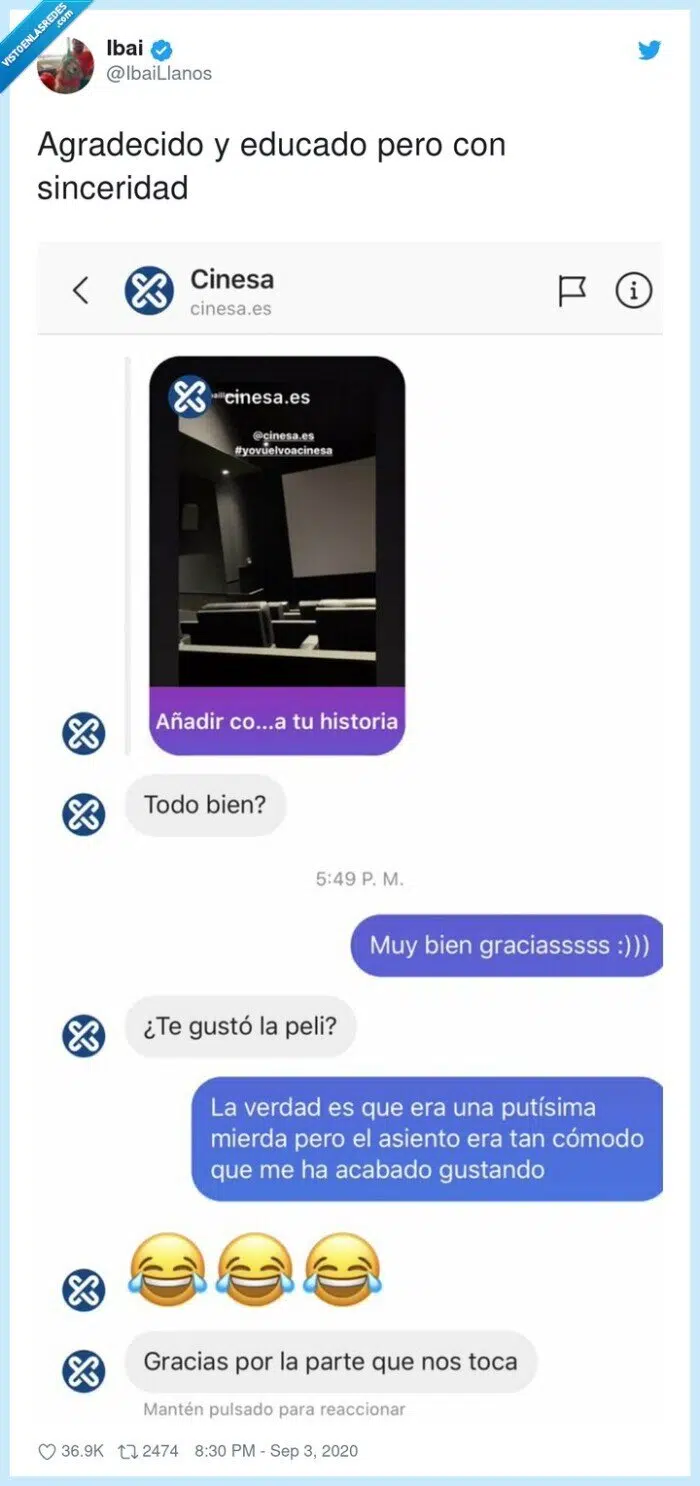 VISTOENLASREDES
.com
Ibai
@IbaiLlanos
Agradecido y educado pero con
sinceridad
Cinesa
cinesa.es
cinesa.es
@cinesa.es
#yovuelvoacinesa
Añadir co...a tu historia
Todo bien?
5:49 P. M.
Muy bien graciasssss :)))
¿Te gustó la peli?
La verdad es que era una putísima
mierda pero el asiento era tan cómodo
que me ha acabado gustando
😂😂😂
Gracias por la parte que nos toca
Mantén pulsado para reaccionar
36.9K 2474 8:30 PM - Sep 3, 2020